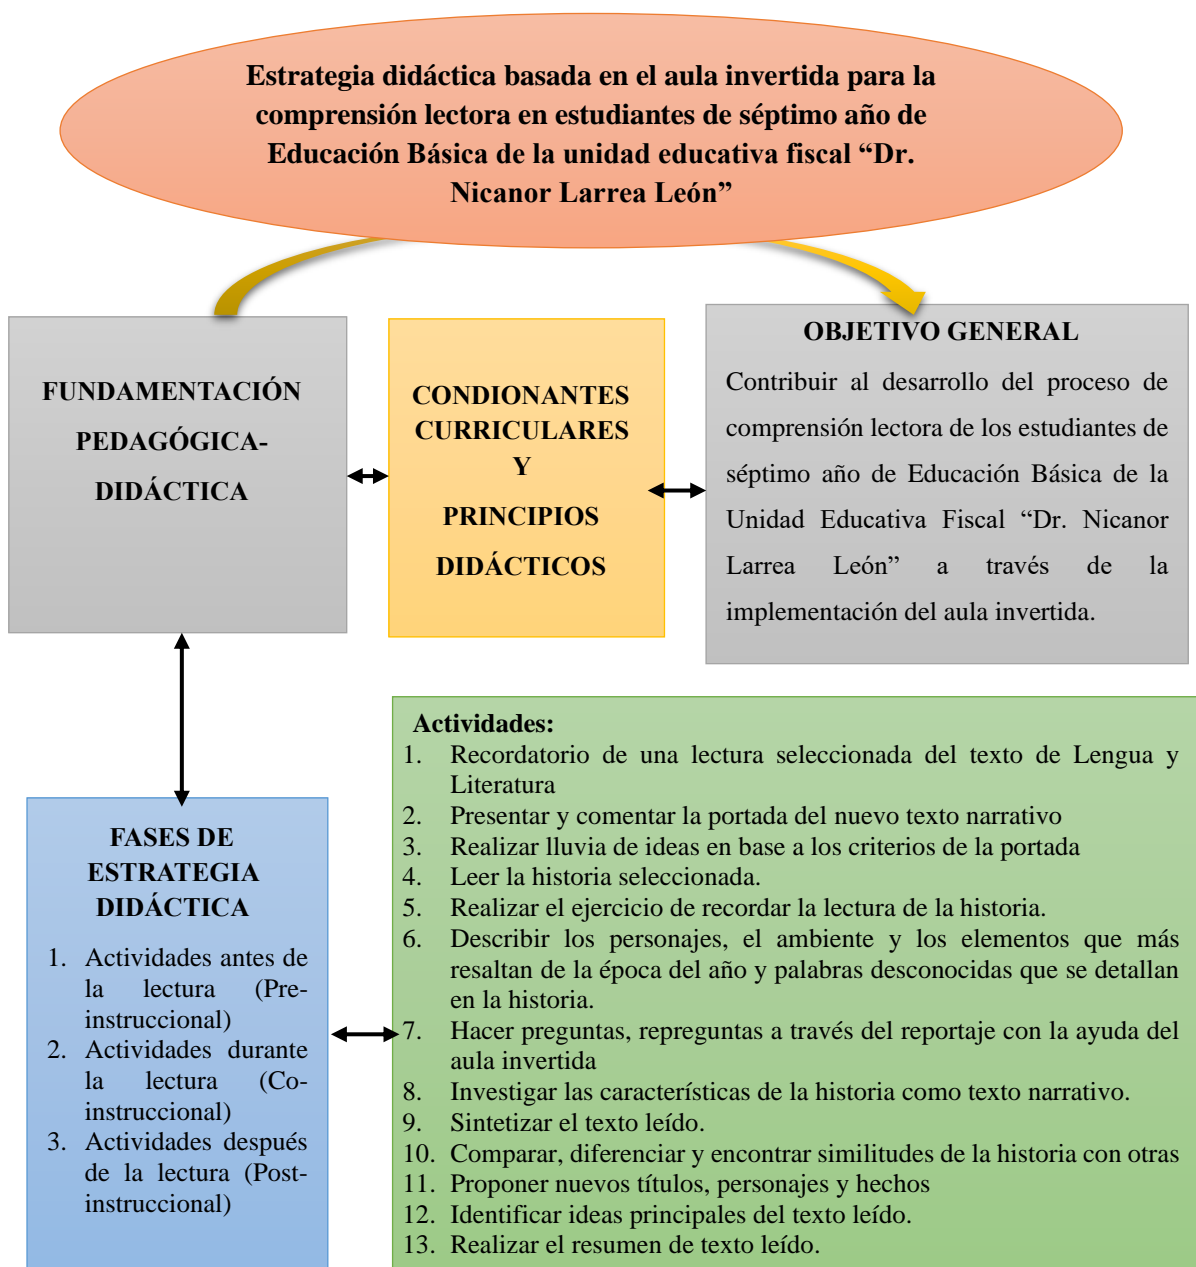 Estrategia didáctica basada en el aula invertida para la
comprensión lectora en estudiantes de séptimo año de
Educación Básica de la unidad educativa fiscal “Dr.
Nicanor Larrea León”
FUNDAMENTACIÓN
PEDAGÓGICA-
DIDÁCTICA
CONDIONANTES
CURRICULARES
Y
PRINCIPIOS
DIDÁCTICOS
OBJETIVO GENERAL
Contribuir al desarrollo del proceso de
comprensión lectora de los estudiantes de
séptimo año de Educación Básica de la
Unidad Educativa Fiscal “Dr. Nicanor
Larrea León” a través de la
implementación del aula invertida.
FASES DE
ESTRATEGIA
DIDÁCTICA
1. Actividades antes de
la lectura (Pre-
instruccional)
2. Actividades durante
la lectura (Co-
instruccional)
3. Actividades después
de la lectura (Post-
instruccional)
Actividades:
1. Recordatorio de una lectura seleccionada del texto de Lengua y
Literatura
2. Presentar y comentar la portada del nuevo texto narrativo
3. Realizar lluvia de ideas en base a los criterios de la portada
4. Leer la historia seleccionada.
5. Realizar el ejercicio de recordar la lectura de la historia.
6. Describir los personajes, el ambiente y los elementos que más
resaltan de la época del año y palabras desconocidas que se detallan
en la historia.
7. Hacer preguntas, repreguntas a través del reportaje con la ayuda del
aula invertida
8. Investigar las características de la historia como texto narrativo.
9. Sintetizar el texto leído.
10. Comparar, diferenciar y encontrar similitudes de la historia con otras
11. Proponer nuevos títulos, personajes y hechos
12. Identificar ideas principales del texto leído.
13. Realizar el resumen de texto leído.